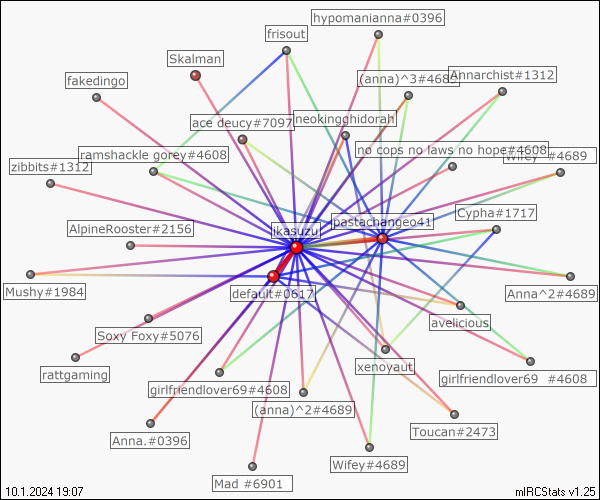 hypomanianna#0396
frisout
Skalman
(anna)^3#4689
Annarchist#1312
fakedingo
ace deucy#7097
neokingghidorah
no cops no laws no hope#4608
ramshackle gorey#4608
Wifey #4689
zibbits#1312
Cypha#1717
pastachangeo41
ikasuzu
AlpineRooster#2156
Mushy#1984
default#0617
Anna^2#4689
avelicious
Soxy Foxy#5076
xenoyaut
rattgaming
girlfriendlover69#4608
girlfriendlover69 #4608
(anna)^2#4689
Toucan#2473
Anna.#0396
Wifey#4689
Mad #6901
10.1.2024 19:07
mIRCStats v1.25